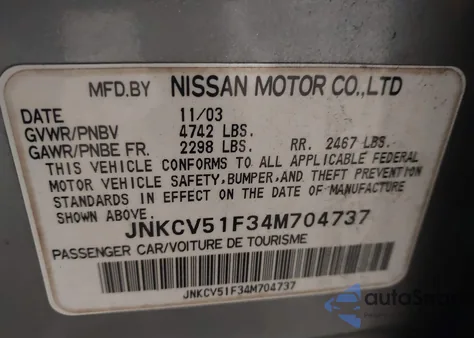 MFD.BY NISSAN MOTOR CO.,LTD
DATE 11/03
GVWR/PNBV 4742 LBS.
GAWR/PNBE FR. 2298 LBS. RR. 2467 LBS.
THIS VEHICLE CONFORMS TO ALL APPLICABLE FEDERAL
MOTOR VEHICLE SAFETY, BUMPER, AND THEFT PREVENTION
STANDARDS IN EFFECT ON THE DATE OF MANUFACTURE
SHOWN ABOVE.
JNKCV51F34M704737
PASSENGER CAR/VOITURE DE TOURISME
JNKCV51F34M704737